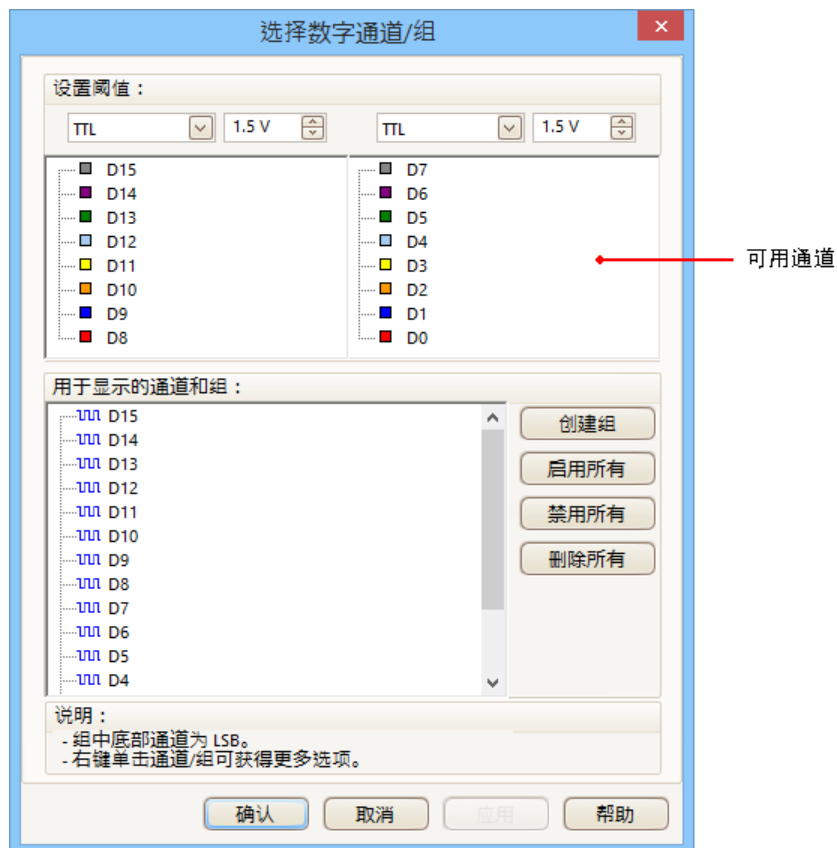 选择数字通道/组
设置阈值：
TTL 1.5 V TTL 1.5 V
D15
D14
D13
D12
D11
D10
D9
D8
D7
D6
D5
D4
D3
D2
D1
D0
可用通道
用于显示的通道和组：
D15
D14
D13
D12
D11
D10
D9
D8
D7
D6
D5
D4
创建组
启用所有
禁用所有
删除所有
说明：
- 组中底部通道为 LSB。
- 右键单击通道/组可获得更多选项。
确认 取消 应用 帮助